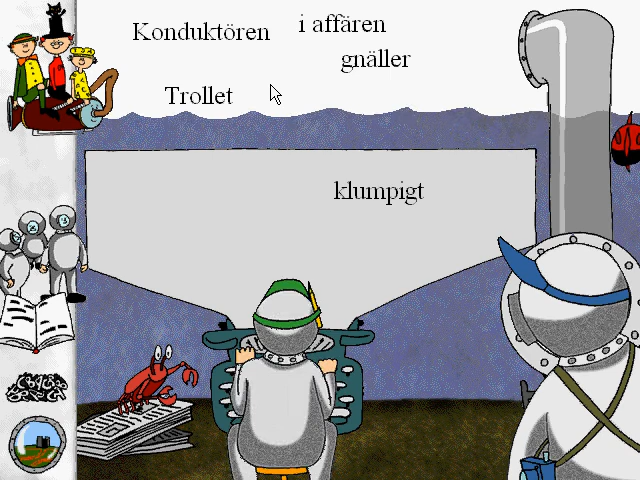 Konduktören
i affären
gnäller
Trollet
klumpigt